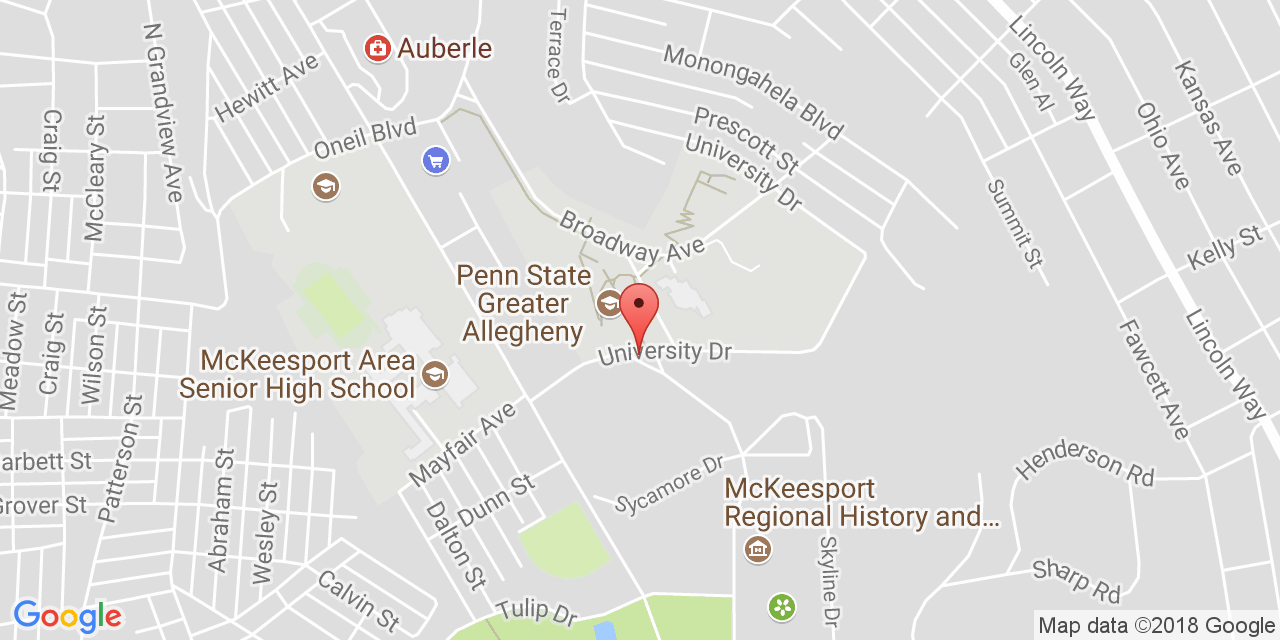 N Grandview Ave
Auberle
Terrace Dr
Hewitt Ave
Monongahela Blvd
Lincoln Way
Glen Al
Kansas Ave
Ohio Ave
Craig St
McCleary St
Oneil Blvd
Prescott St
University Dr
Summit St
Broadway Ave
Kelly St
Penn State
Greater
Allegheny
Meadow St
Craig St
Wilson St
McKeesport Area
Senior High School
University Dr
Fawcett Ave
Lincoln Way
Patterson St
Mayfair Ave
arbett St
Grover St
Abraham St
Wesley St
Dunn St
Dalton St
Sycamore Dr
Henderson Rd
McKeesport
Regional History and...
Skyline Dr
Calvin St
Tulip Dr
Sharp Rd
Google
Map data ©2018 Google